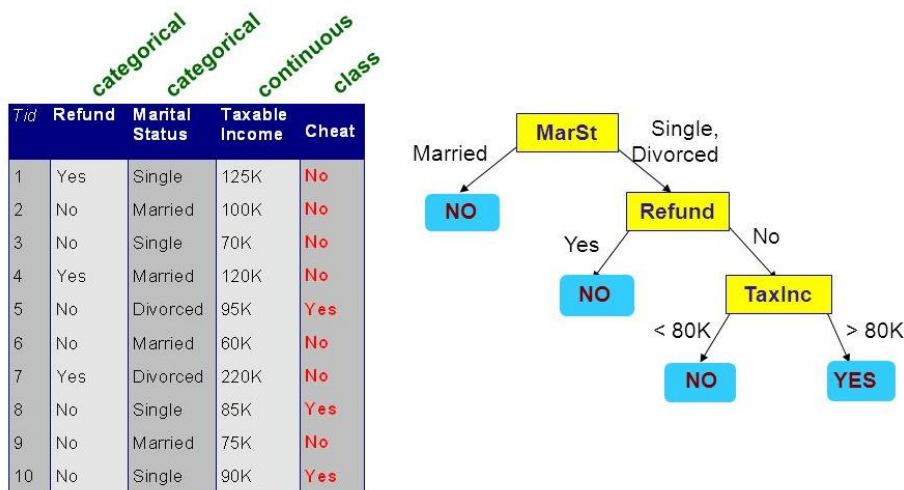 categorical categorical continuous class
Tid Refund Marital Status Taxable Income Cheat
1 Yes Single 125K No
2 No Married 100K No
3 No Single 70K No
4 Yes Married 120K No
5 No Divorced 95K Yes
6 No Married 60K No
7 Yes Divorced 220K No
8 No Single 85K Yes
9 No Married 75K No
10 No Single 90K Yes
MarSt
Married
Single,
Divorced
NO
Refund
Yes
No
NO
TaxInc
< 80K
> 80K
NO
YES